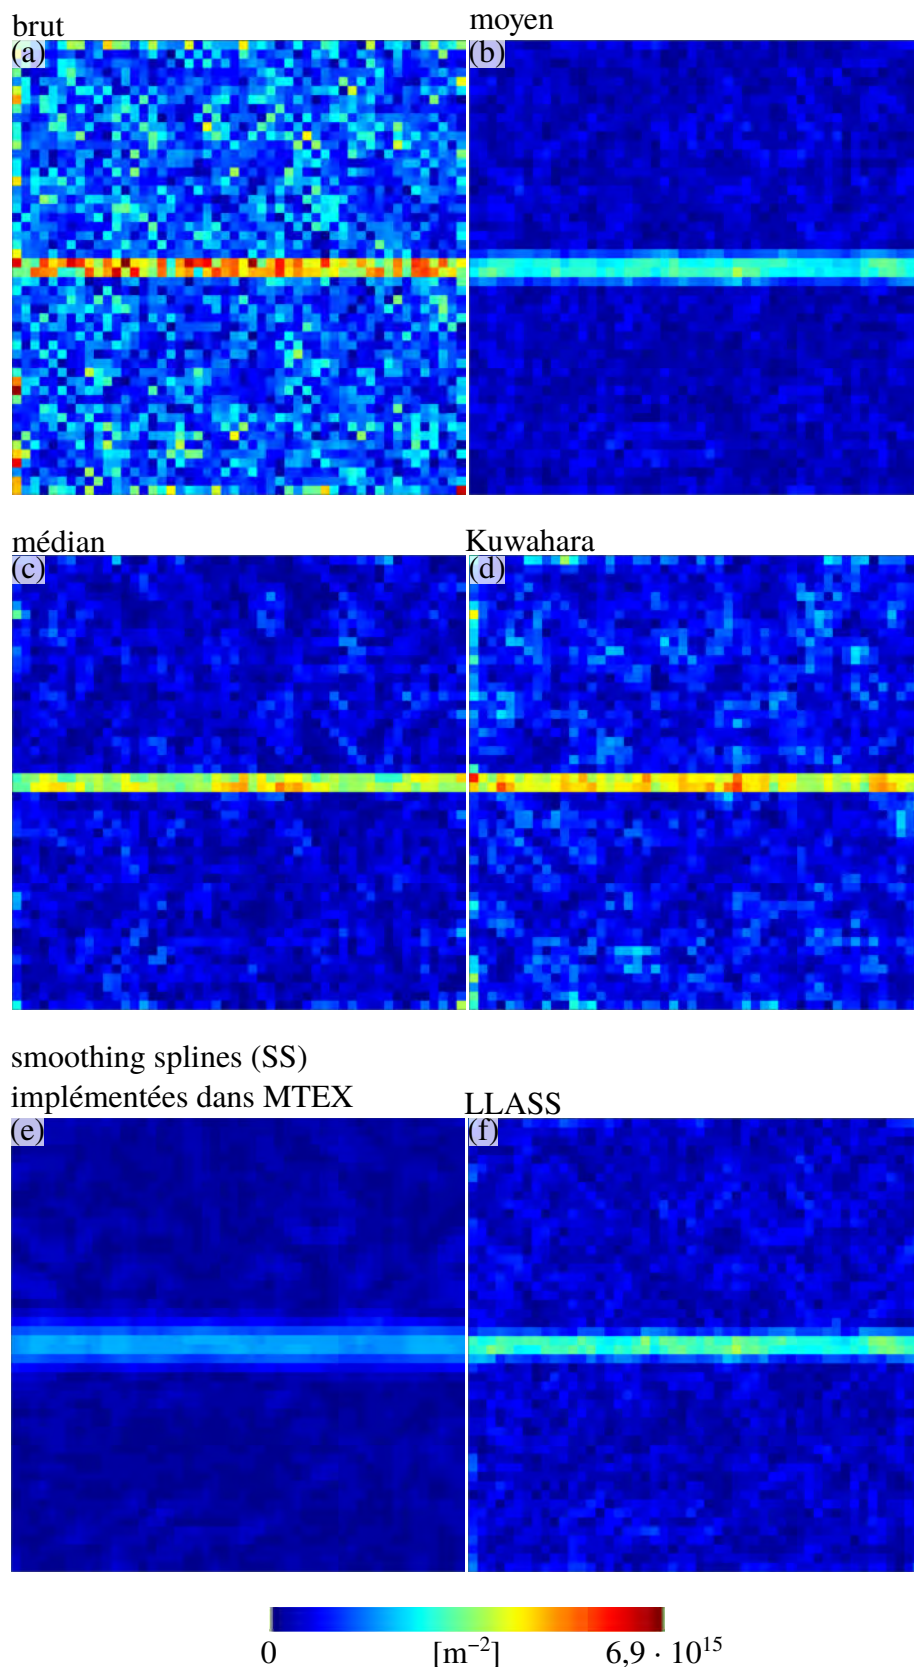 brut
(a)
moyen
(b)
médian
(c)
Kuwahara
(d)
smoothing splines (SS)
implémentées dans MTEX
(e)
LLASS
(f)
0 [m⁻²] 6,9 · 10¹⁵